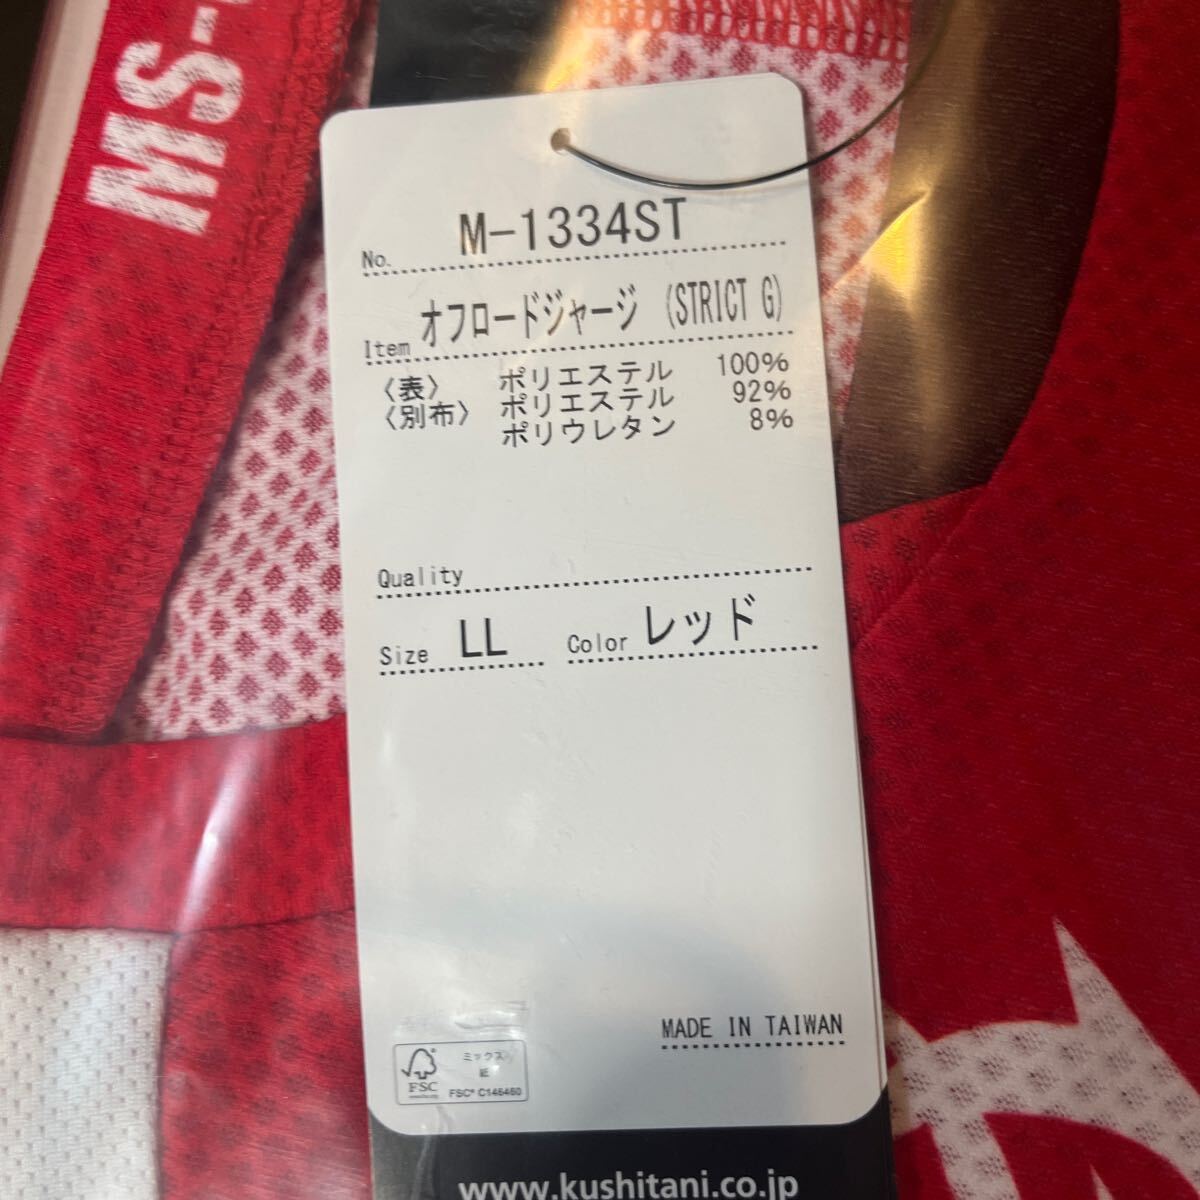 MS-W
No. M-1334ST
Item オフロードジャージ (STRICT G)
〈表〉 ポリエステル 100%
〈別布〉 ポリエステル 92%
ポリウレタン 8%
Quality
Size LL Color レッド
MADE IN TAIWAN
FSC
ミックス
紙
FSC® C146460
www.kushitani.co.jp